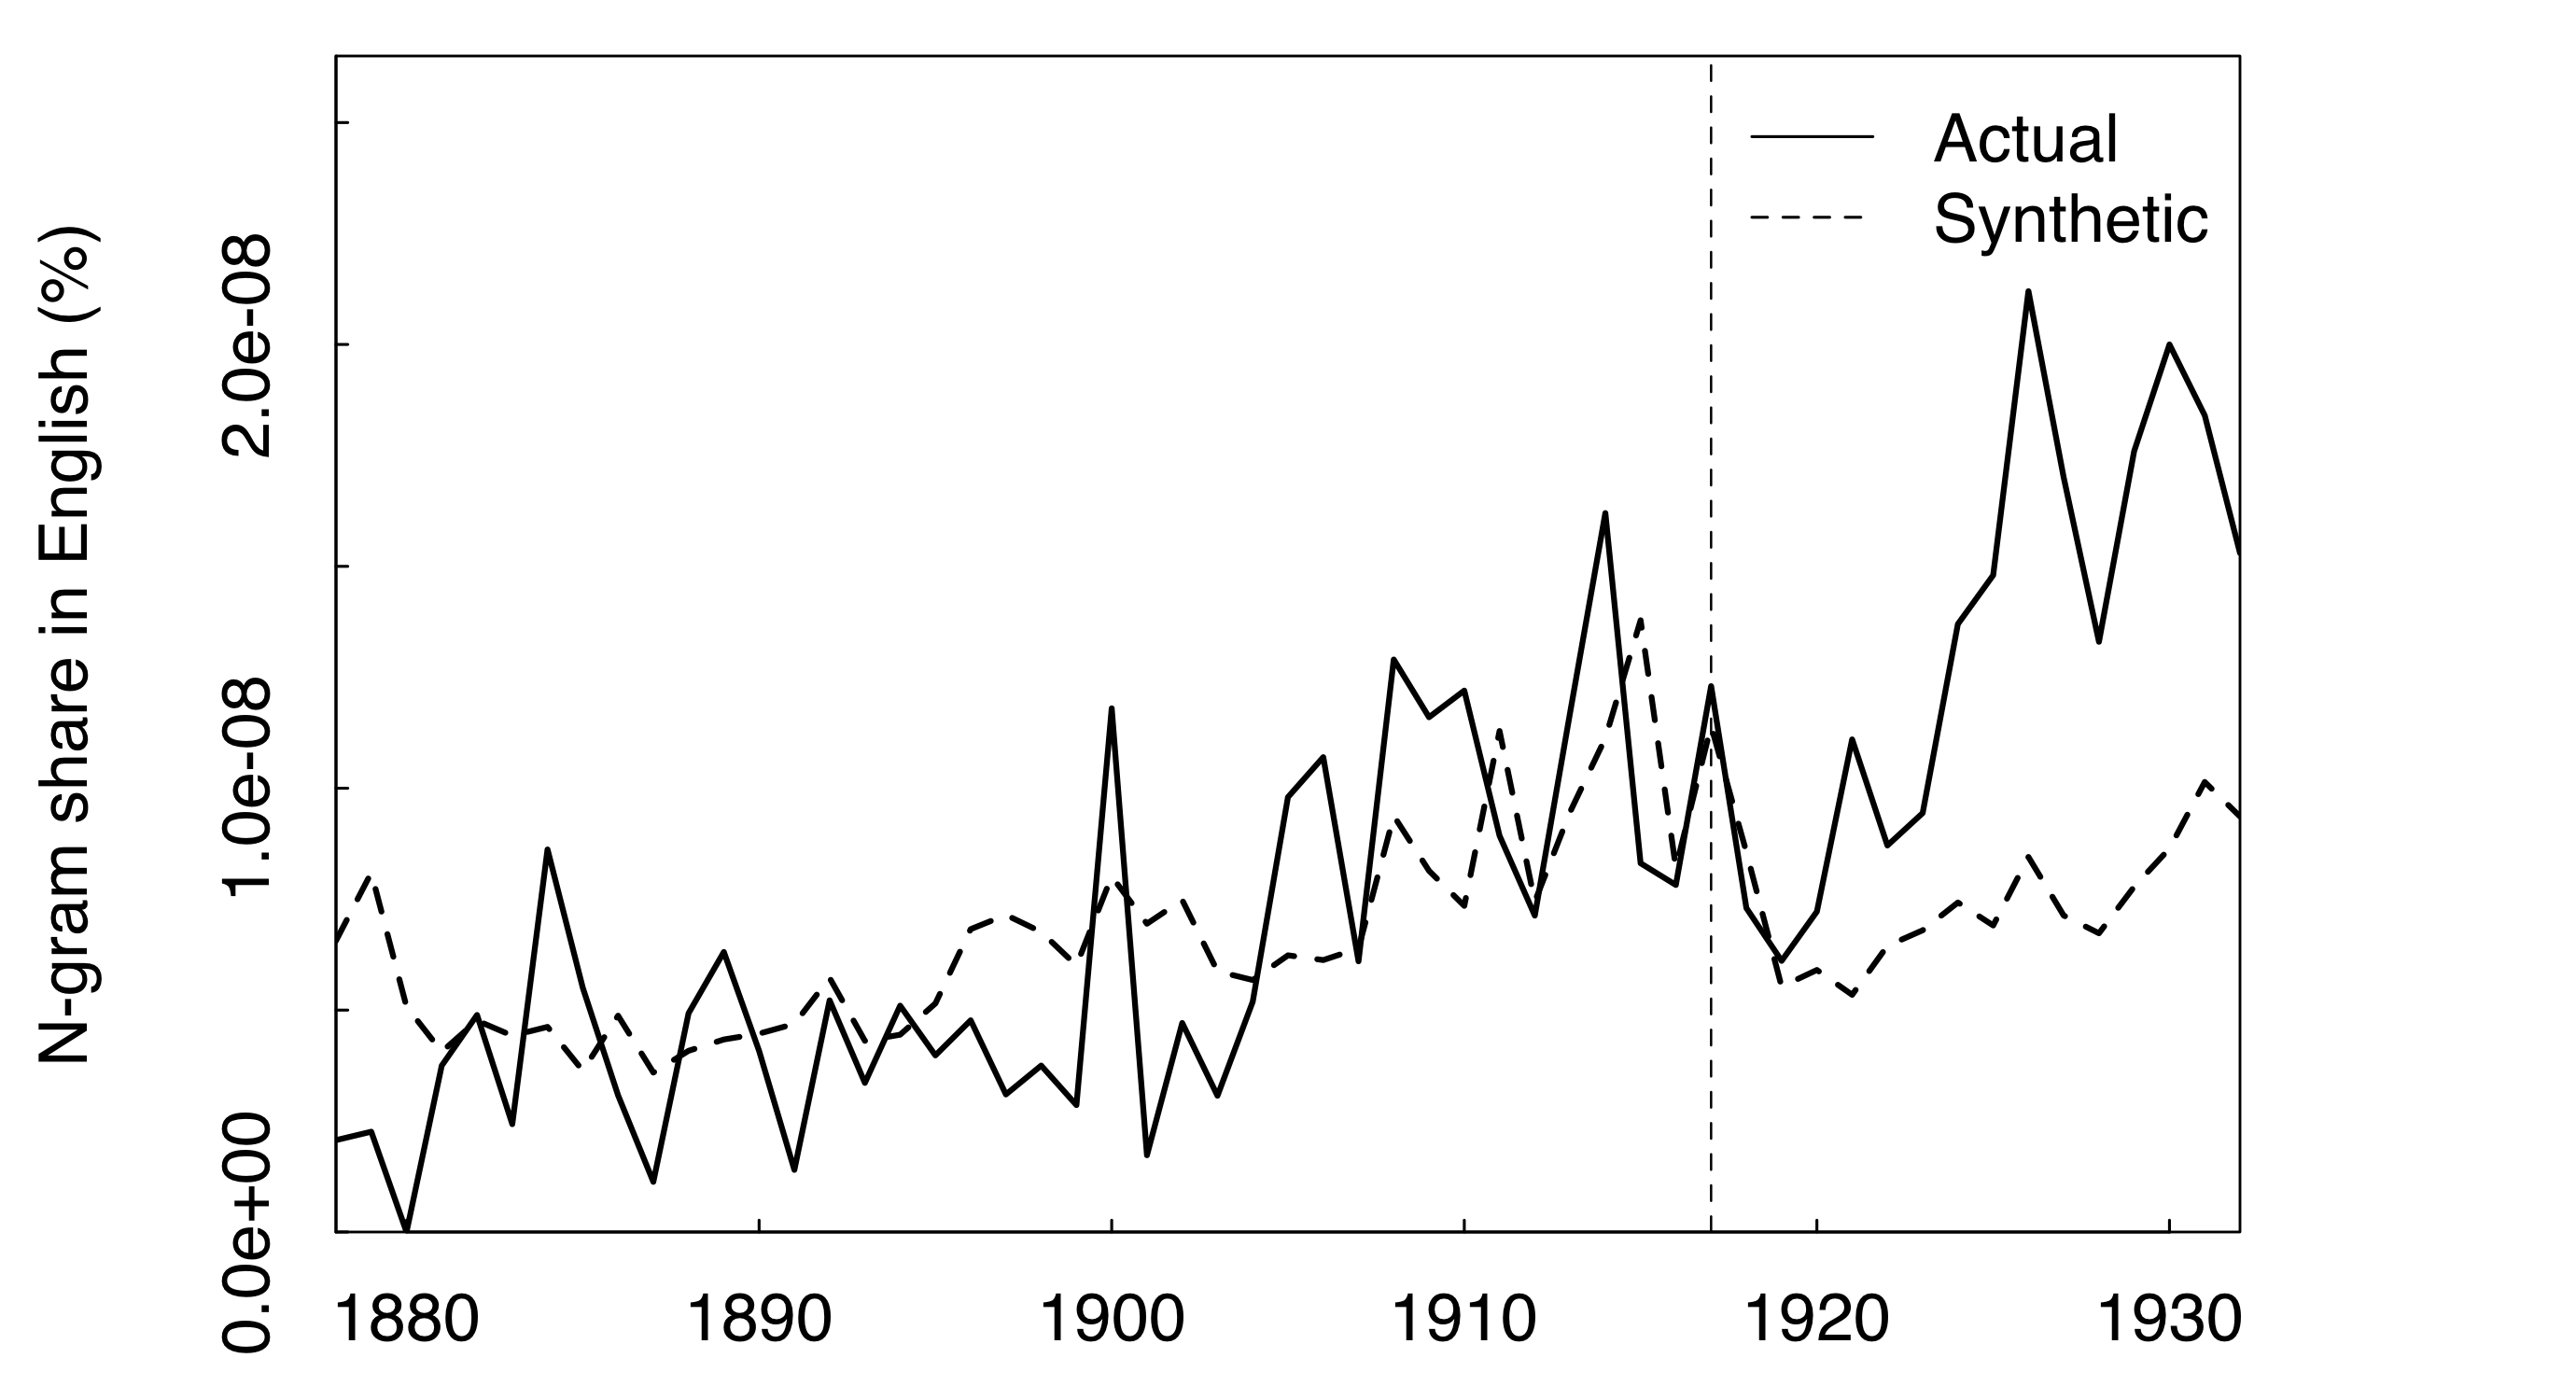 N-gram share in English (%)
2.0e-08
1.0e-08
0.0e+00
Actual
Synthetic
1880 1890 1900 1910 1920 1930